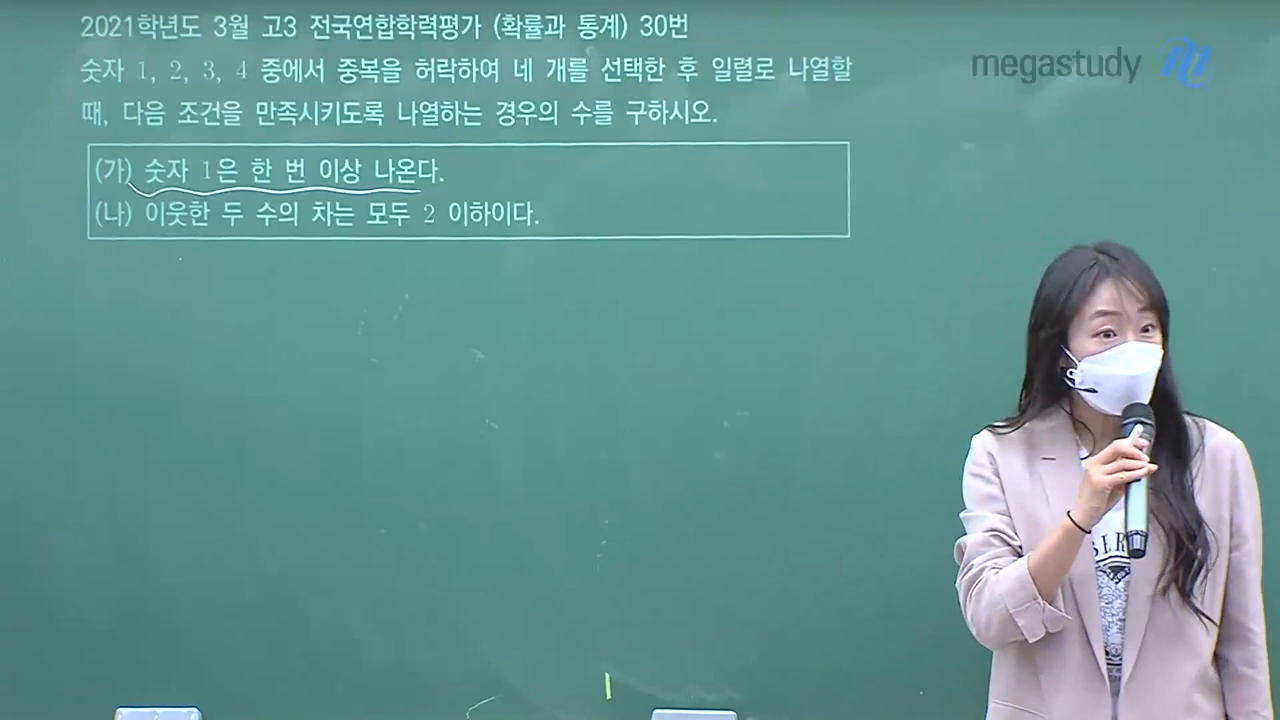 2021학년도 3월 고3 전국연합학력평가 (확률과 통계) 30번
숫자 1, 2, 3, 4 중에서 중복을 허락하여 네 개를 선택한 후 일렬로 나열할
때, 다음 조건을 만족시키도록 나열하는 경우의 수를 구하시오.
(가) 숫자 1은 한 번 이상 나온다.
(나) 이웃한 두 수의 차는 모두 2 이하이다.
megastudy